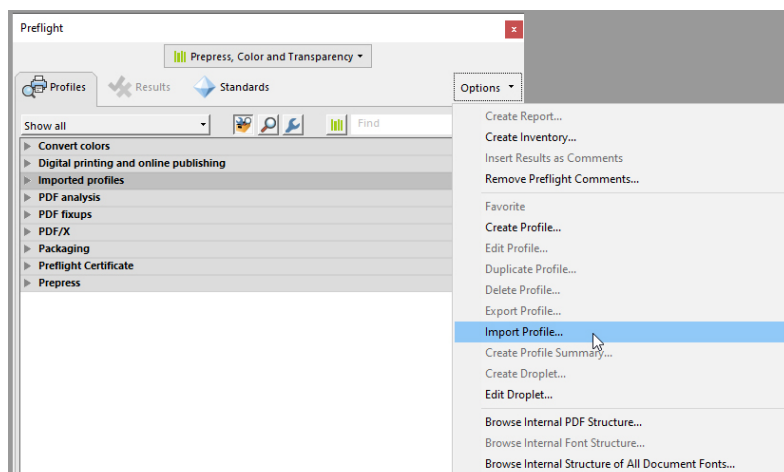 Preflight
x
Prepress, Color and Transparency
Profiles
Results
Standards
Options
Show all
Find
Convert colors
Digital printing and online publishing
Imported profiles
PDF analysis
PDF fixups
PDF/X
Packaging
Preflight Certificate
Prepress
Create Report...
Create Inventory...
Insert Results as Comments
Remove Preflight Comments...
Favorite
Create Profile...
Edit Profile...
Duplicate Profile...
Delete Profile...
Export Profile...
Import Profile...
Create Profile Summary...
Create Droplet...
Edit Droplet...
Browse Internal PDF Structure...
Browse Internal Font Structure...
Browse Internal Structure of All Document Fonts...